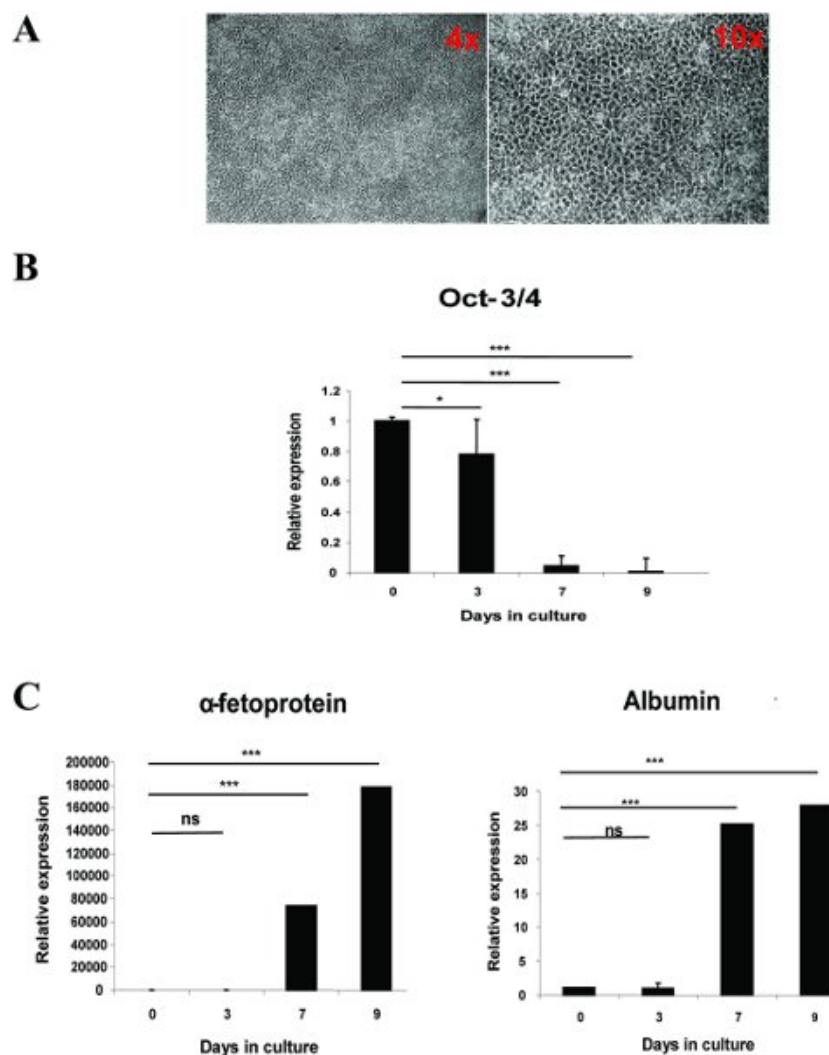 A
4x
10x
B
Oct-3/4
***
***
*
Relative expression
1.2
1
0.8
0.6
0.4
0.2
0
0
3
7
9
Days in culture
C
α-fetoprotein
***
***
ns
Relative expression
200000
180000
160000
140000
120000
100000
80000
60000
40000
20000
0
0
3
7
9
Days in culture
Albumin
***
***
ns
Relative expression
35
30
25
20
15
10
5
0
0
3
7
9
Days in culture